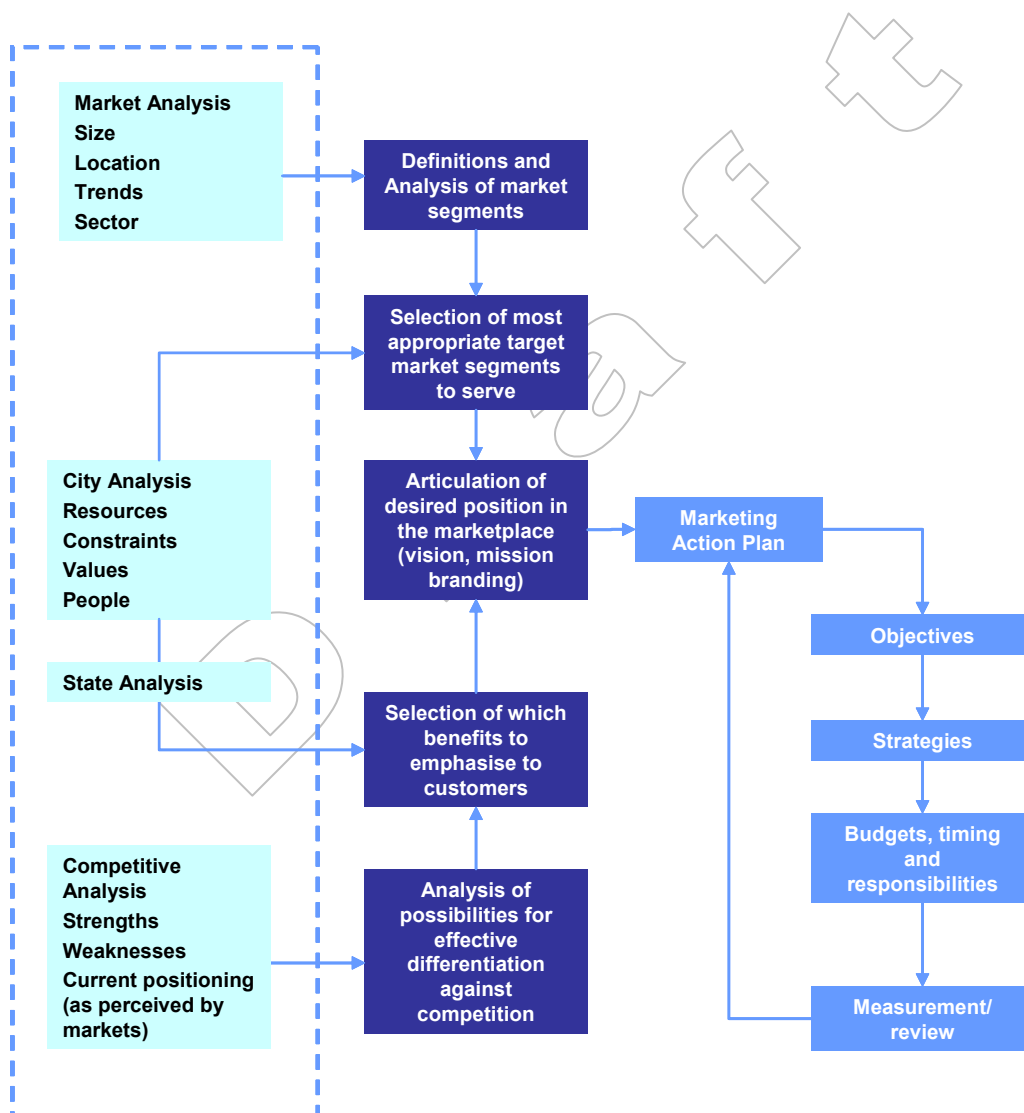 Market Analysis
Size
Location
Trends
Sector
Definitions and
Analysis of market
segments
Selection of most
appropriate target
market segments
to serve
City Analysis
Resources
Constraints
Values
People
Articulation of
desired position in
the marketplace
(vision, mission
branding)
Marketing
Action Plan
Objectives
State Analysis
Selection of which
benefits to
emphasise to
customers
Strategies
Budgets, timing
and
responsibilities
Competitive
Analysis
Strengths
Weaknesses
Current positioning
(as perceived by
markets)
Analysis of
possibilities for
effective
differentiation
against
competition
Measurement/
review
Draft